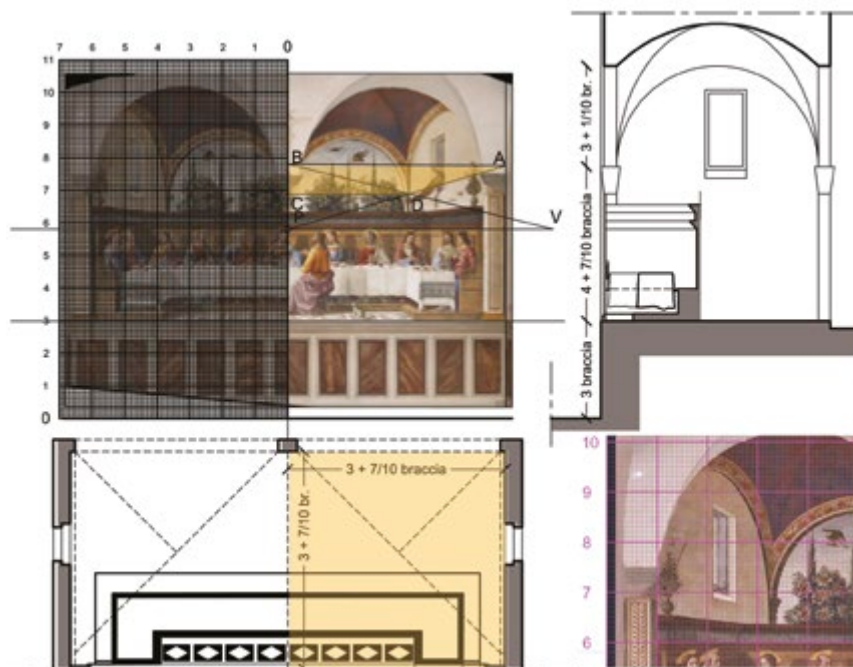 7 6 5 4 3 2 1 0
11
10
9
8
7
6
5
4
3
2
1
0
B A
C D
P
V
3 + 1/10 br.
4 + 7/10 braccia
3 braccia
3 + 7/10 braccia
3 + 7/10 br.
10
9
8
7
6